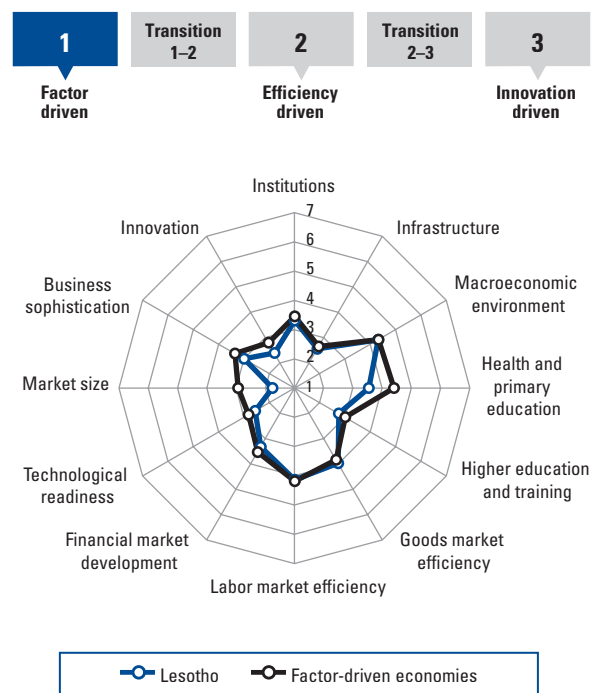 1
Transition
1–2
2
Transition
2–3
3
Factor
driven
Efficiency
driven
Innovation
driven
Institutions
Innovation
Infrastructure
Business
sophistication
Macroeconomic
environment
Market size
Health and
primary
education
Technological
readiness
Higher education
and training
Financial market
development
Goods market
efficiency
Labor market efficiency
7
6
5
4
3
2
1
Lesotho
Factor-driven economies